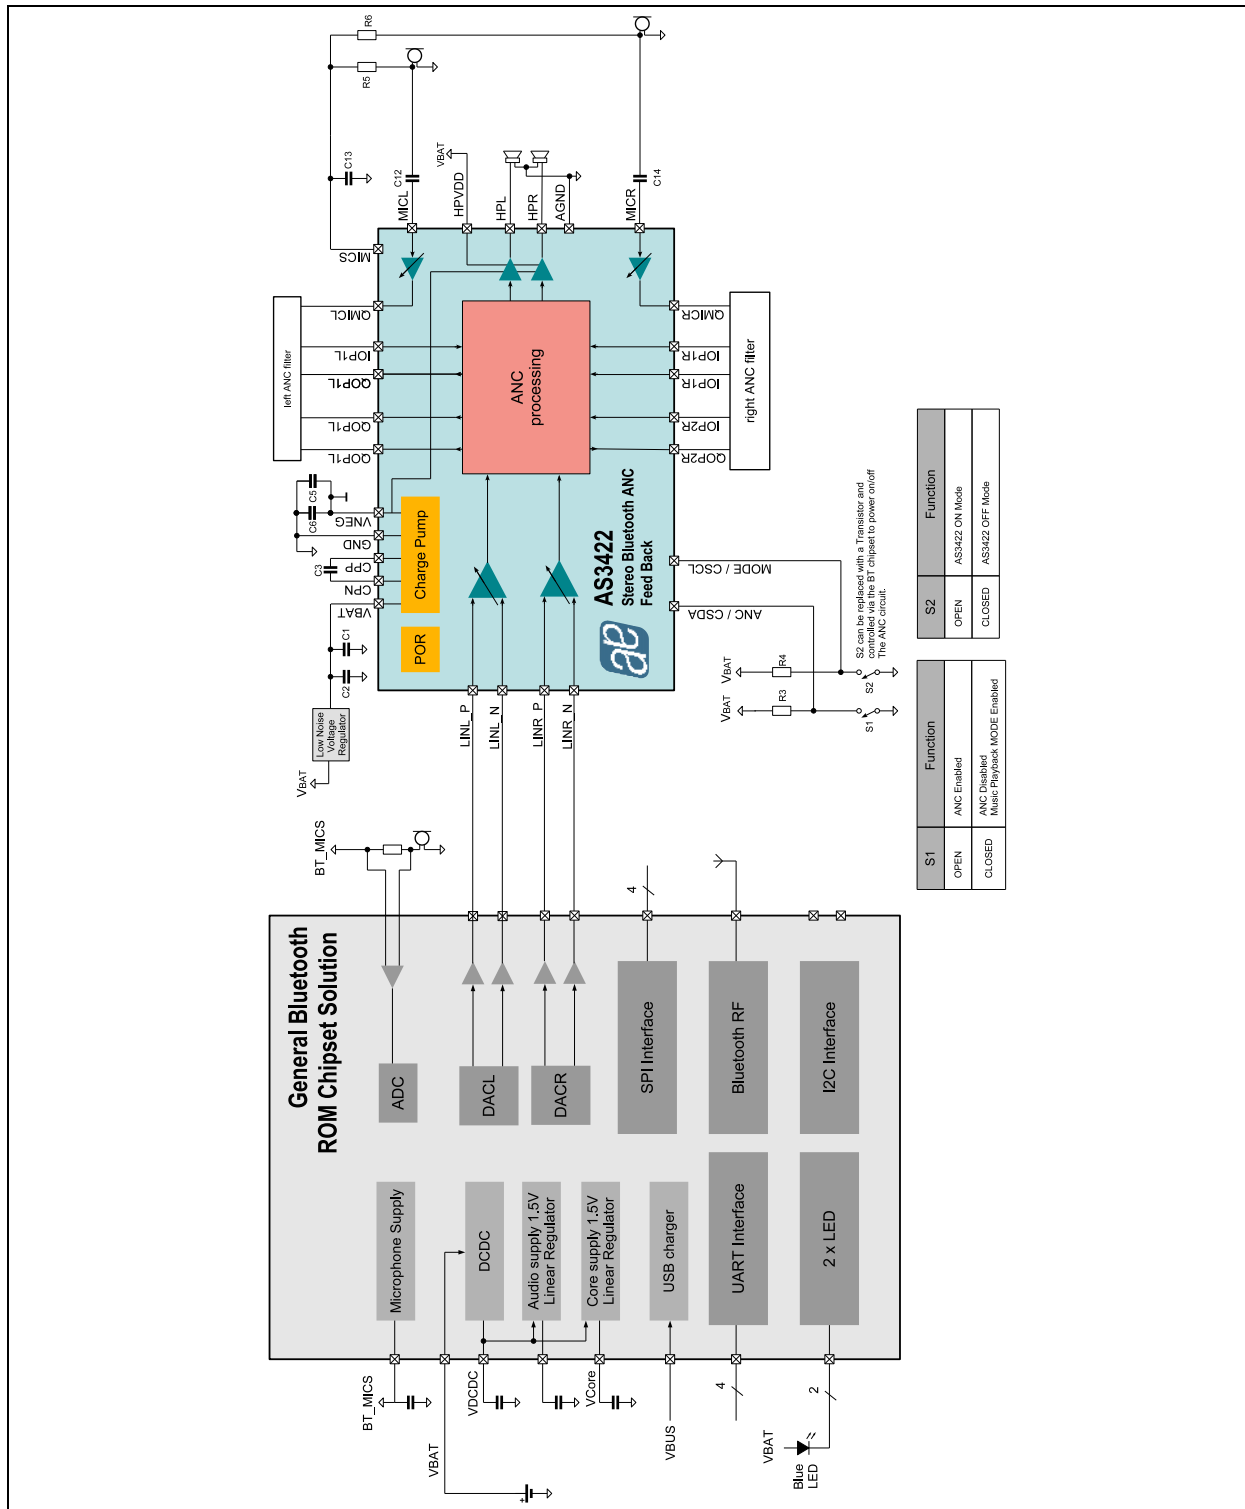 General Bluetooth
ROM Chipset Solution
Microphone Supply
ADC
DCDC
DACL
Audio supply 1.5V
Linear Regulator
DACR
Core supply 1.5V
Linear Regulator
USB charger
SPI Interface
UART Interface
Bluetooth RF
2 x LED
I2C Interface
BT_MICS
VBAT
VDCDC
VCore
VBUS
4
VBAT
Blue
LED
2
BT_MICS
4
LINL_P
LINL_N
LINR_P
LINR_N
VBAT
Low Noise
Voltage
Regulator
C2
C1
VBAT
CPN
C3
CPP
GND
VNEG
C6
C5
QOP1L
QOP1L
QOP1L
IOP1L
QMICL
left ANC filter
MICS
POR
Charge Pump
ANC
processing
AS3422
Stereo Bluetooth ANC
Feed Back
MICL
C12
C13
R5
R6
HPVDD
VBAT
HPL
HPR
AGND
MICR
C14
QOP2R
IOP2R
IOP1R
IOP1R
QMICR
right ANC filter
ANC / CSDA
MODE / CSCL
VBAT
VBAT
R3
R4
S1
S2
S2 can be replaced with a Transistor and
controlled via the BT chipset to power on/off
The ANC circuit.
S1
Function
OPEN
ANC Enabled
CLOSED
ANC Disabled
Music Playback MODE Enabled
S2
Function
OPEN
AS3422 ON Mode
CLOSED
AS3422 OFF Mode